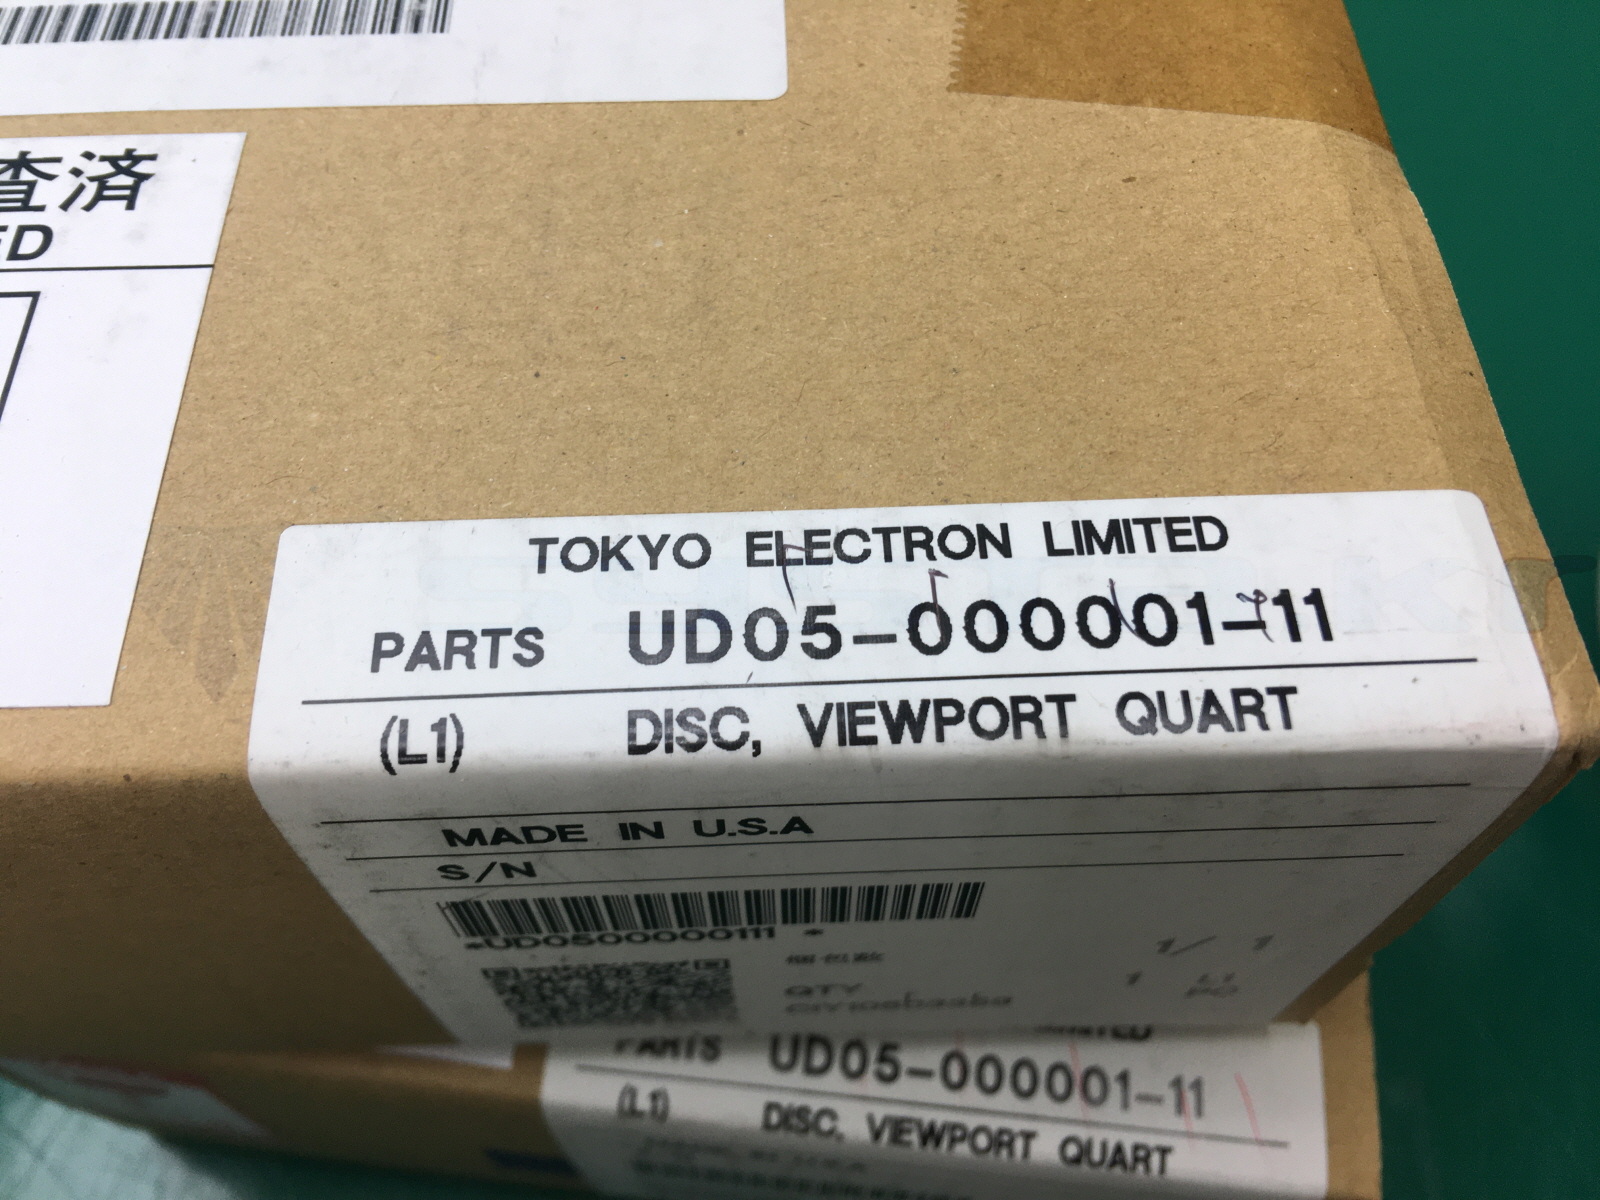 査済
ED
TOKYO ELECTRON LIMITED
PARTS UD05-000001-11
(L1) DISC, VIEWPORT QUART
MADE IN U.S.A
S/N
*UD0500000111 *
1/ 1
QTY 1
PARTS UD05-000001-11
(L1) DISC, VIEWPORT QUART